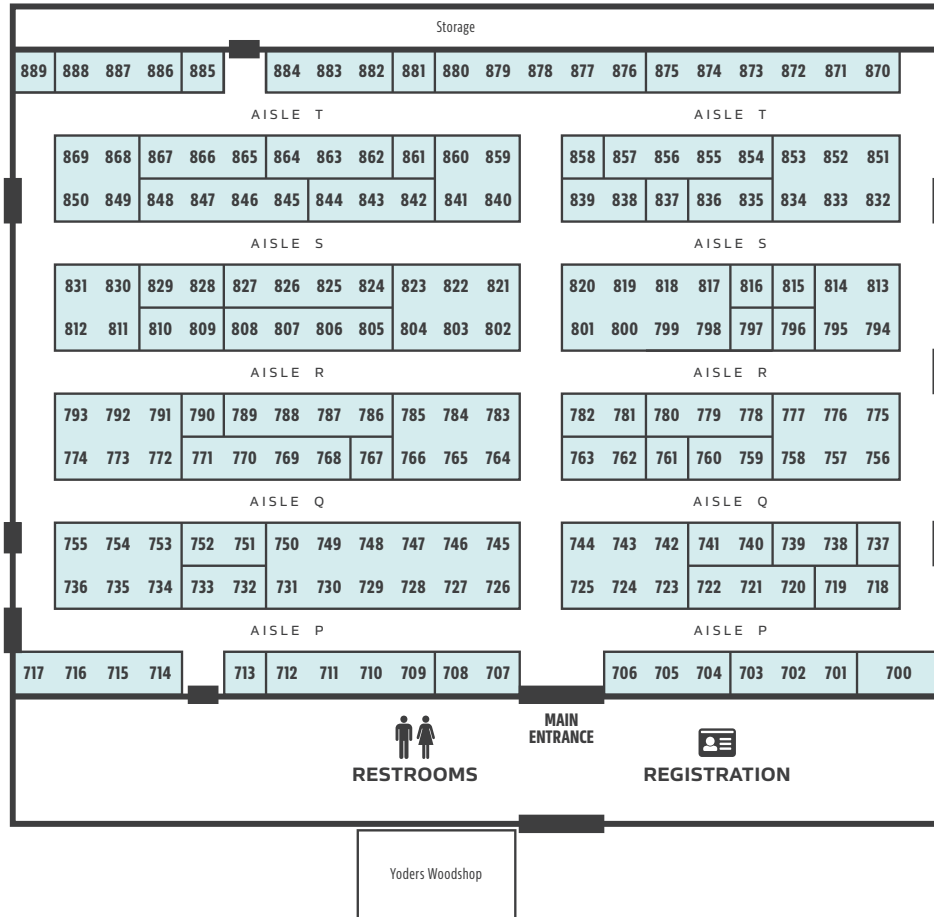 Storage
889 888 887 886 885 884 883 882 881 880 879 878 877 876 875 874 873 872 871 870
AISLE T AISLE T
869 868 867 866 865 864 863 862 861 860 859 858 857 856 855 854 853 852 851
850 849 848 847 846 845 844 843 842 841 840 839 838 837 836 835 834 833 832
AISLE S AISLE S
831 830 829 828 827 826 825 824 823 822 821 820 819 818 817 816 815 814 813
812 811 810 809 808 807 806 805 804 803 802 801 800 799 798 797 796 795 794
AISLE R AISLE R
793 792 791 790 789 788 787 786 785 784 783 782 781 780 779 778 777 776 775
774 773 772 771 770 769 768 767 766 765 764 763 762 761 760 759 758 757 756
AISLE Q AISLE Q
755 754 753 752 751 750 749 748 747 746 745 744 743 742 741 740 739 738 737
736 735 734 733 732 731 730 729 728 727 726 725 724 723 722 721 720 719 718
AISLE P AISLE P
717 716 715 714 713 712 711 710 709 708 707 706 705 704 703 702 701 700
MAIN
ENTRANCE
RESTROOMS REGISTRATION
Yoders Woodshop